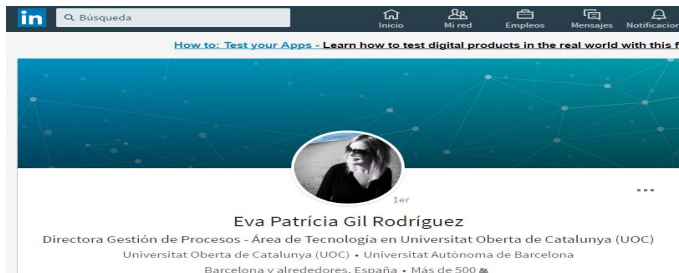 in
Búsqueda
Inicio
Mi red
Empleos
Mensajes
Notificacion
How to: Test your Apps - Learn how to test digital products in the real world with this f
1er
Eva Patrícia Gil Rodríguez
Directora Gestión de Procesos - Área de Tecnología en Universitat Oberta de Catalunya (UOC)
Universitat Oberta de Catalunya (UOC) • Universitat Autònoma de Barcelona
Barcelona y alrededores, España • Más de 500